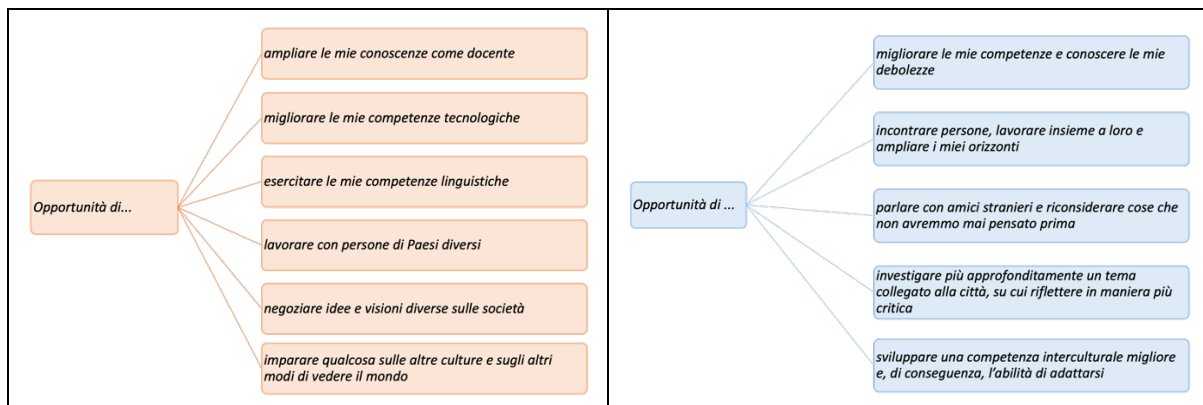 Opportunità di...
ampliare le mie conoscenze come docente
migliorare le mie competenze tecnologiche
esercitare le mie competenze linguistiche
lavorare con persone di Paesi diversi
negoziare idee e visioni diverse sulle società
imparare qualcosa sulle altre culture e sugli altri
modi di vedere il mondo
Opportunità di ...
migliorare le mie competenze e conoscere le mie
debolezze
incontrare persone, lavorare insieme a loro e
ampliare i miei orizzonti
parlare con amici stranieri e riconsiderare cose che
non avremmo mai pensato prima
investigare più approfonditamente un tema
collegato alla città, su cui riflettere in maniera più
critica
sviluppare una competenza interculturale migliore
e, di conseguenza, l'abilità di adattarsi